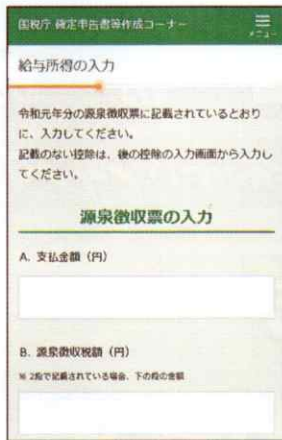 国税庁 確定申告書等作成コーナー
メニュー
給与所得の入力
令和元年分の源泉徴収票に記載されているとおり
に、入力してください。
記載のない控除は、後の控除の入力画面から入力し
てください。
源泉徴収票の入力
A. 支払金額（円）
B. 源泉徴収税額（円）
※ 2段で記載されている場合、下の段の金額